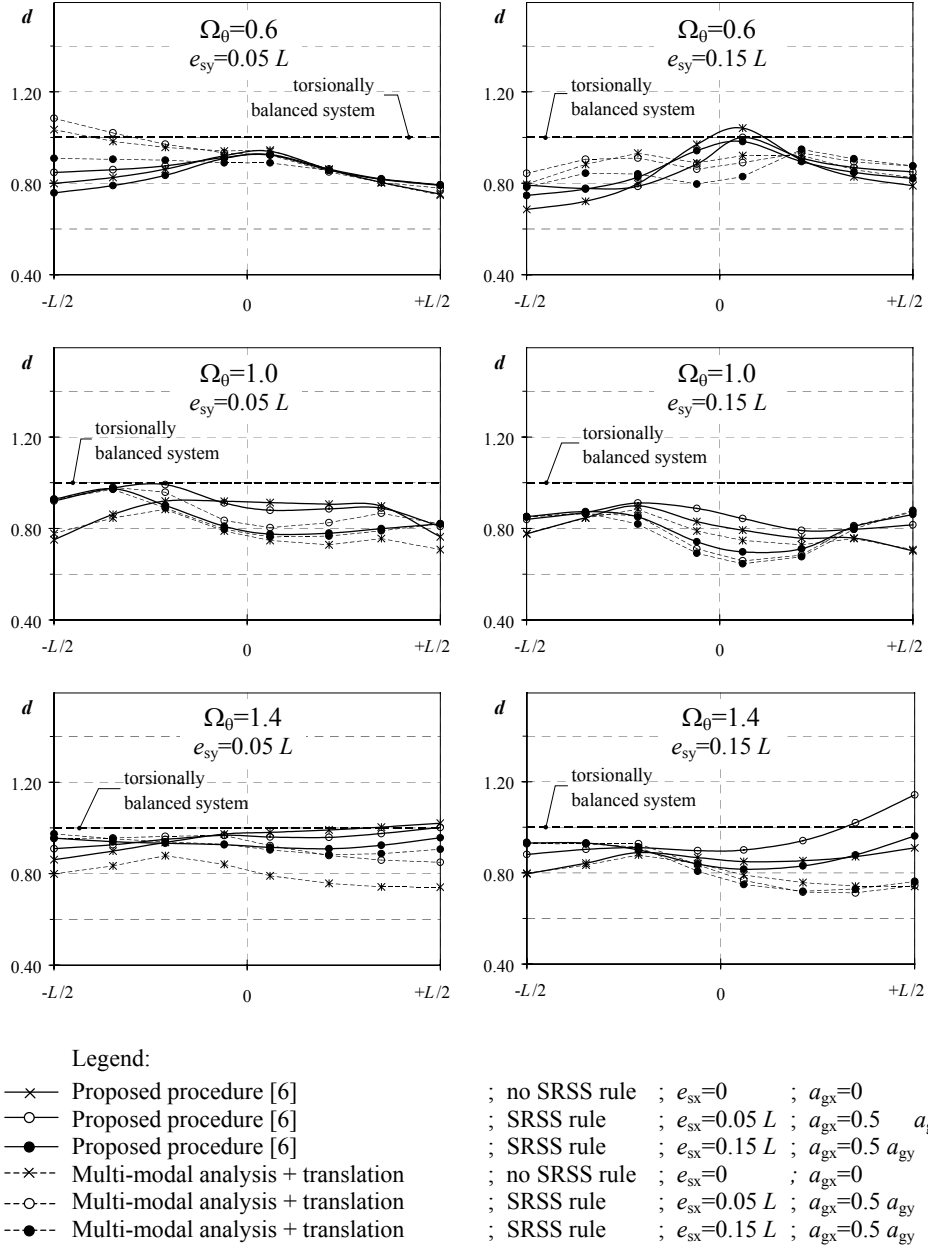 d
Ωθ=0.6
esy=0.05 L
torsionally
balanced system
1.20
0.80
0.40
-L/2
0
+L/2
d
Ωθ=0.6
esy=0.15 L
torsionally
balanced system
1.20
0.80
0.40
-L/2
0
+L/2
d
Ωθ=1.0
esy=0.05 L
torsionally
balanced system
1.20
0.80
0.40
-L/2
0
+L/2
d
Ωθ=1.0
esy=0.15 L
torsionally
balanced system
1.20
0.80
0.40
-L/2
0
+L/2
d
Ωθ=1.4
esy=0.05 L
torsionally
balanced system
1.20
0.80
0.40
-L/2
0
+L/2
d
Ωθ=1.4
esy=0.15 L
torsionally
balanced system
1.20
0.80
0.40
-L/2
0
+L/2
Legend:
Proposed procedure [6] ; no SRSS rule ; esx=0 ; agx=0
Proposed procedure [6] ; SRSS rule ; esx=0.05 L ; agx=0.5
Proposed procedure [6] ; SRSS rule ; esx=0.15 L ; agx=0.5 agy
Multi-modal analysis + translation ; no SRSS rule ; esx=0 ; agx=0
Multi-modal analysis + translation ; SRSS rule ; esx=0.05 L ; agx=0.5 agy
Multi-modal analysis + translation ; SRSS rule ; esx=0.15 L ; agx=0.5 agy